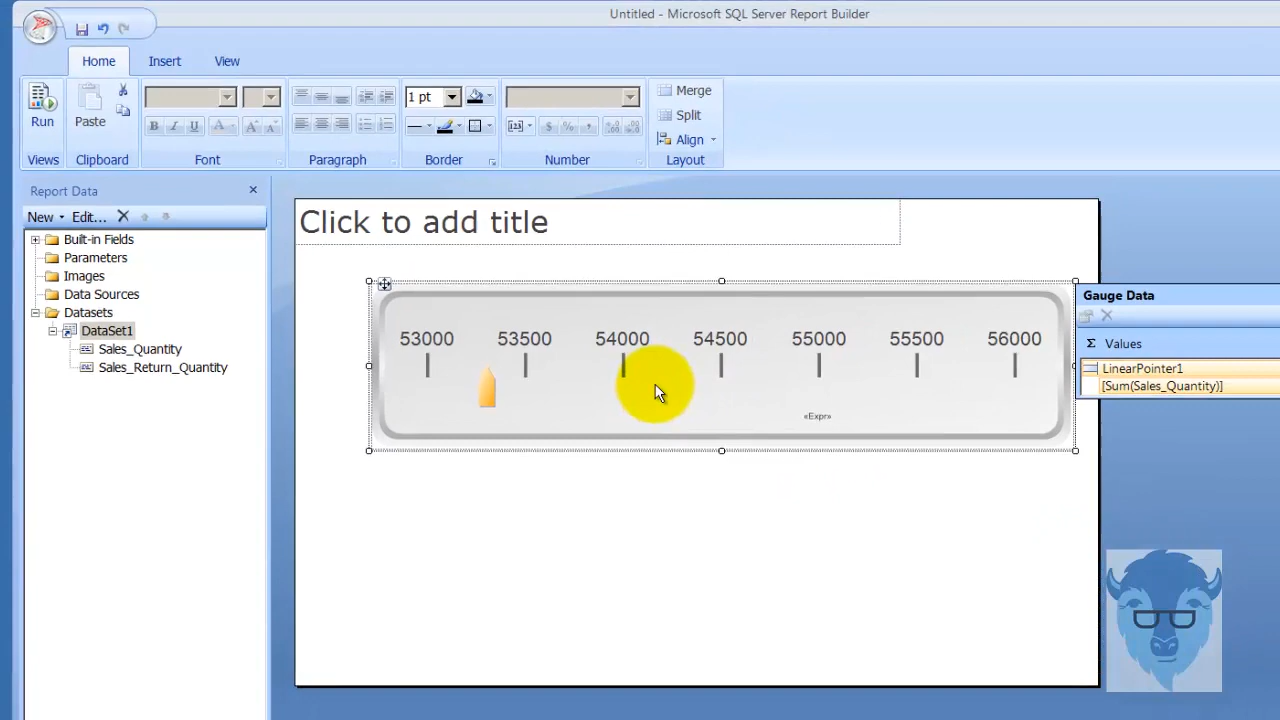 Untitled - Microsoft SQL Server Report Builder
Home Insert View
1 pt
Merge
Split
Align
Run
Paste
B I U A A A
$ % ,
Views Clipboard Font Paragraph Border Number Layout
Report Data
New Edit...
Built-in Fields
Parameters
Images
Data Sources
Datasets
DataSet1
Sales_Quantity
Sales_Return_Quantity
Click to add title
53000 53500 54000 54500 55000 55500 56000
«Expr»
Gauge Data
Σ Values
LinearPointer1
[Sum(Sales_Quantity)]